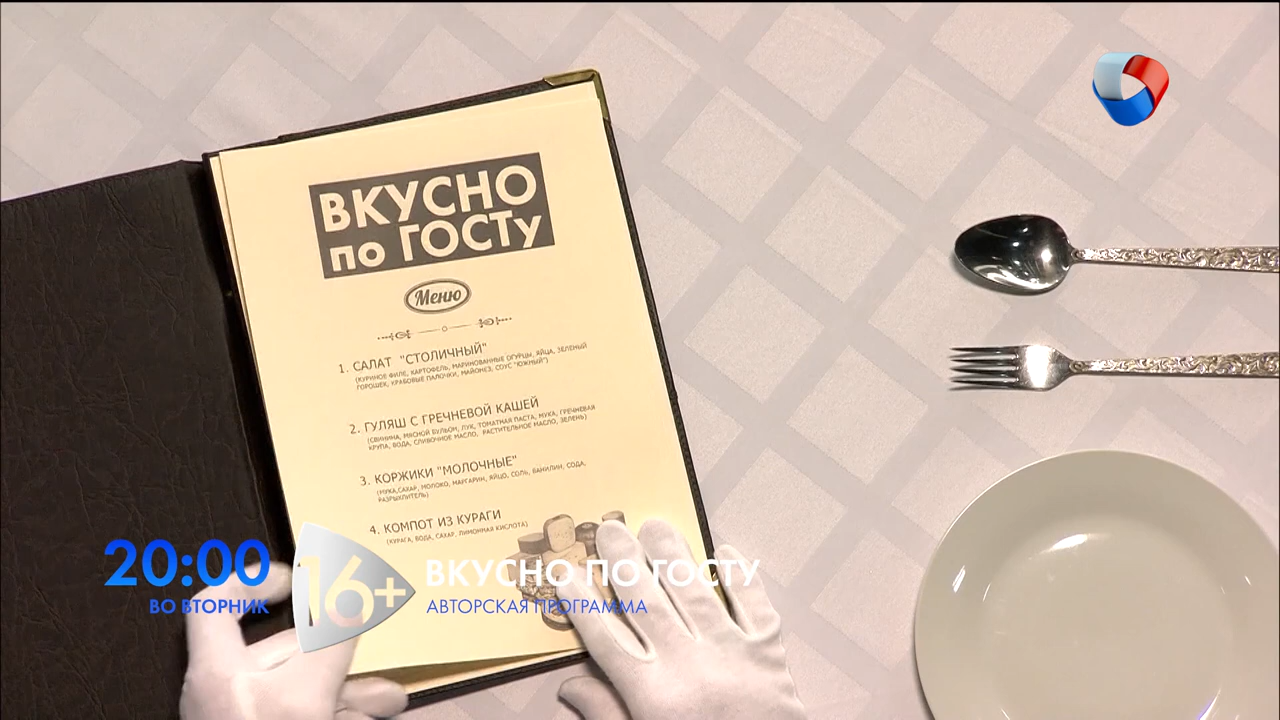 ВКУСНО
по ГОСТу
Меню
1. САЛАТ "СТОЛИЧНЫЙ"
(КУРИНОЕ ФИЛЕ, КАРТОФЕЛЬ, МАРИНОВАННЫЕ ОГУРЦЫ, ЯЙЦА, ЗЕЛЕНЫЙ
ГОРОШЕК, КРАБОВЫЕ ПАЛОЧКИ, МАЙОНЕЗ, СОУС "ЮЖНЫЙ")
2. ГУЛЯШ С ГРЕЧНЕВОЙ КАШЕЙ
(СВИНИНА, МЯСНОЙ БУЛЬОН, ЛУК, ТОМАТНАЯ ПАСТА, МУКА, ГРЕЧНЕВАЯ
КРУПА, ВОДА, СЛИВОЧНОЕ МАСЛО, РАСТИТЕЛЬНОЕ МАСЛО, ЗЕЛЕНЬ)
3. КОРЖИКИ "МОЛОЧНЫЕ"
(МУКА,САХАР, МОЛОКО, МАРГАРИН, ЯЙЦО, СОЛЬ, ВАНИЛИН, СОДА,
РАЗРЫХЛИТЕЛЬ)
4. КОМПОТ ИЗ КУРАГИ
(КУРАГА, ВОДА, САХАР, ЛИМОННАЯ КИСЛОТА)
20:00
ВО ВТОРНИК
16+
ВКУСНО ПО ГОСТУ
АВТОРСКАЯ ПРОГРАММА